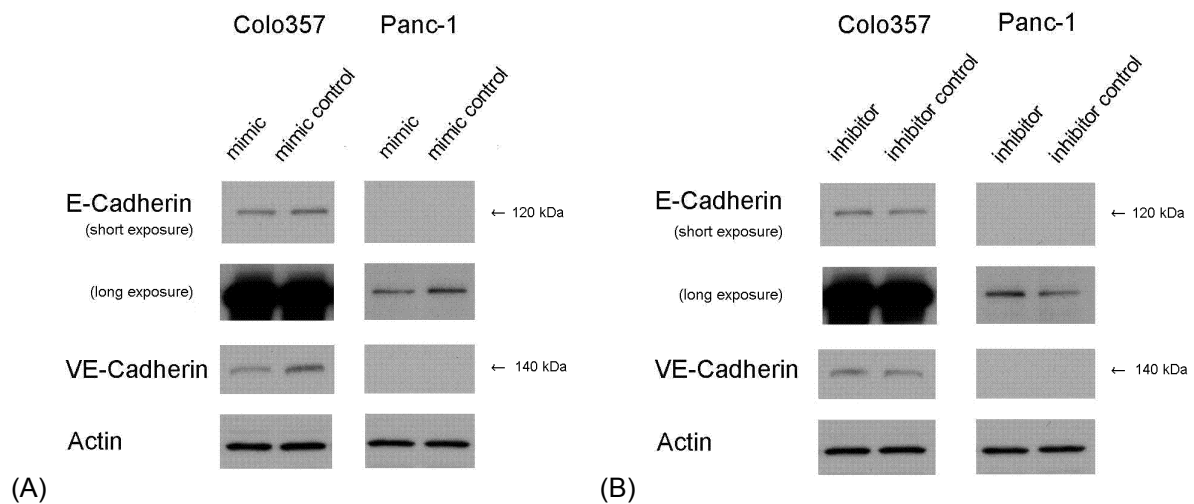 Colo357 Panc-1
mimic mimic control mimic mimic control
E-Cadherin
(short exposure)
← 120 kDa
(long exposure)
VE-Cadherin
← 140 kDa
Actin
(A)
Colo357 Panc-1
inhibitor inhibitor control inhibitor inhibitor control
E-Cadherin
(short exposure)
← 120 kDa
(long exposure)
VE-Cadherin
← 140 kDa
Actin
(B)